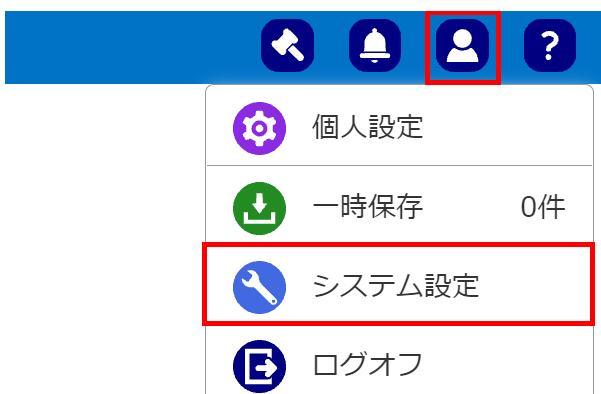 ?
個人設定
一時保存 0件
システム設定
ログオフ